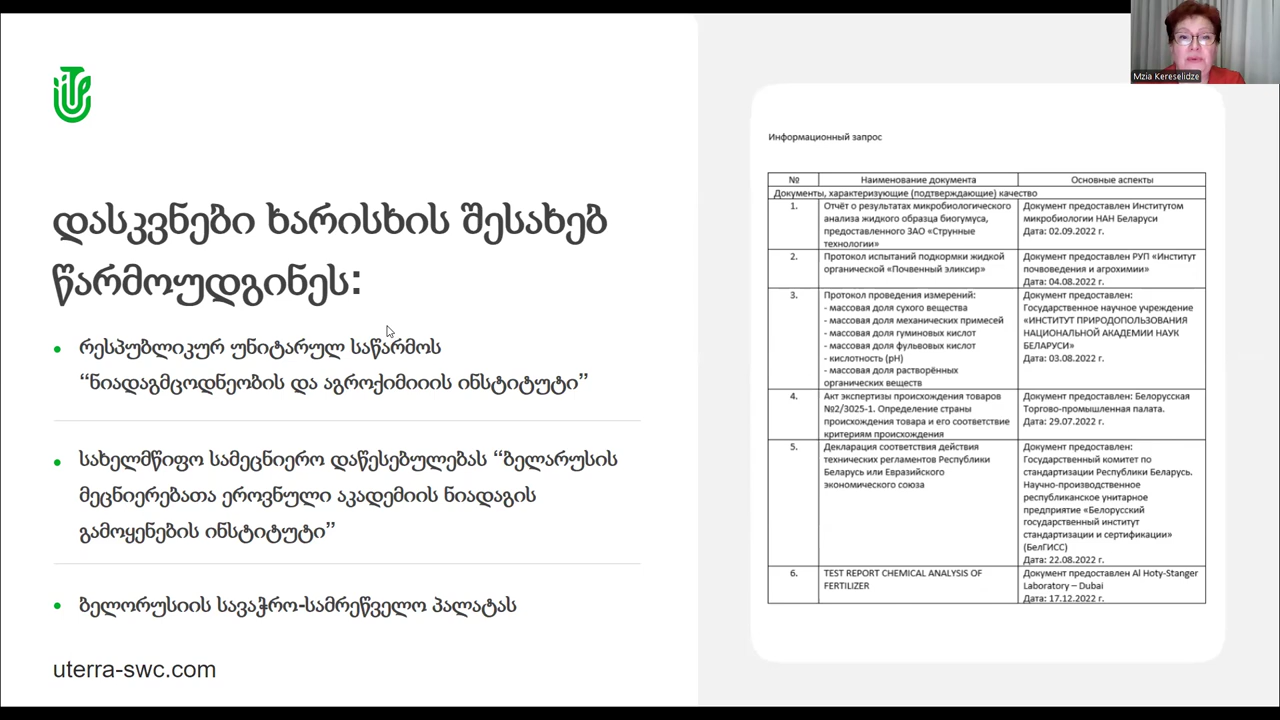 Mzia Kereselidze
დასკვნები ხარისხის შესახებ
წარმოუდგინეს:
რესპუბლიკურ უნიტარულ საწარმოს
“ნიადაგმცოდნეობის და აგროქიმიის ინსტიტუტი”
სახელმწიფო სამეცნიერო დაწესებულებას “ბელარუსის
მეცნიერებათა ეროვნული აკადემიის ნიადაგის
გამოყენების ინსტიტუტი”
ბელორუსიის სავაჭრო-სამრეწველო პალატას
uterra-swc.com
Информационный запрос
№ Наименование документа Основные аспекты
Документы, характеризующие (подтверждающие) качество
1. Отчёт о результатах микробиологического
анализа жидкого образца биогумуса,
предоставленного ЗАО «Струнные
технологии»
Документ предоставлен Институтом
микробиологии НАН Беларуси
Дата: 02.09.2022 г.
2. Протокол испытаний подкормки жидкой
органической «Почвенный эликсир»
Документ предоставлен РУП «Институт
почвоведения и агрохимии»
Дата: 04.08.2022 г.
3. Протокол проведения измерений:
- массовая доля сухого вещества
- массовая доля механических примесей
- массовая доля гуминовых кислот
- массовая доля фульвовых кислот
- кислотность (pH)
- массовая доля растворённых
органических веществ
Документ предоставлен:
Государственное научное учреждение
«ИНСТИТУТ ПРИРОДОПОЛЬЗОВАНИЯ
НАЦИОНАЛЬНОЙ АКАДЕМИИ НАУК
БЕЛАРУСИ»
Дата: 03.08.2022 г.
4. Акт экспертизы происхождения товаров
№2/3025-1. Определение страны
происхождения товара и его соответствие
критериям происхождения
Документ предоставлен: Белорусская
Торгово-промышленная палата.
Дата: 29.07.2022 г.
5. Декларация соответствия действия
технических регламентов Республики
Беларусь или Евразийского
экономического союза
Документ предоставлен:
Государственный комитет по
стандартизации Республики Беларусь.
Научно-производственное
республиканское унитарное
предприятие «Белорусский
государственный институт
стандартизации и сертификации»
(БелГИСС)
Дата: 22.08.2022 г.
6. TEST REPORT CHEMICAL ANALYSIS OF
FERTILIZER
Документ предоставлен Al Hoty-Stanger
Laboratory – Dubai
Дата: 17.12.2022 г.